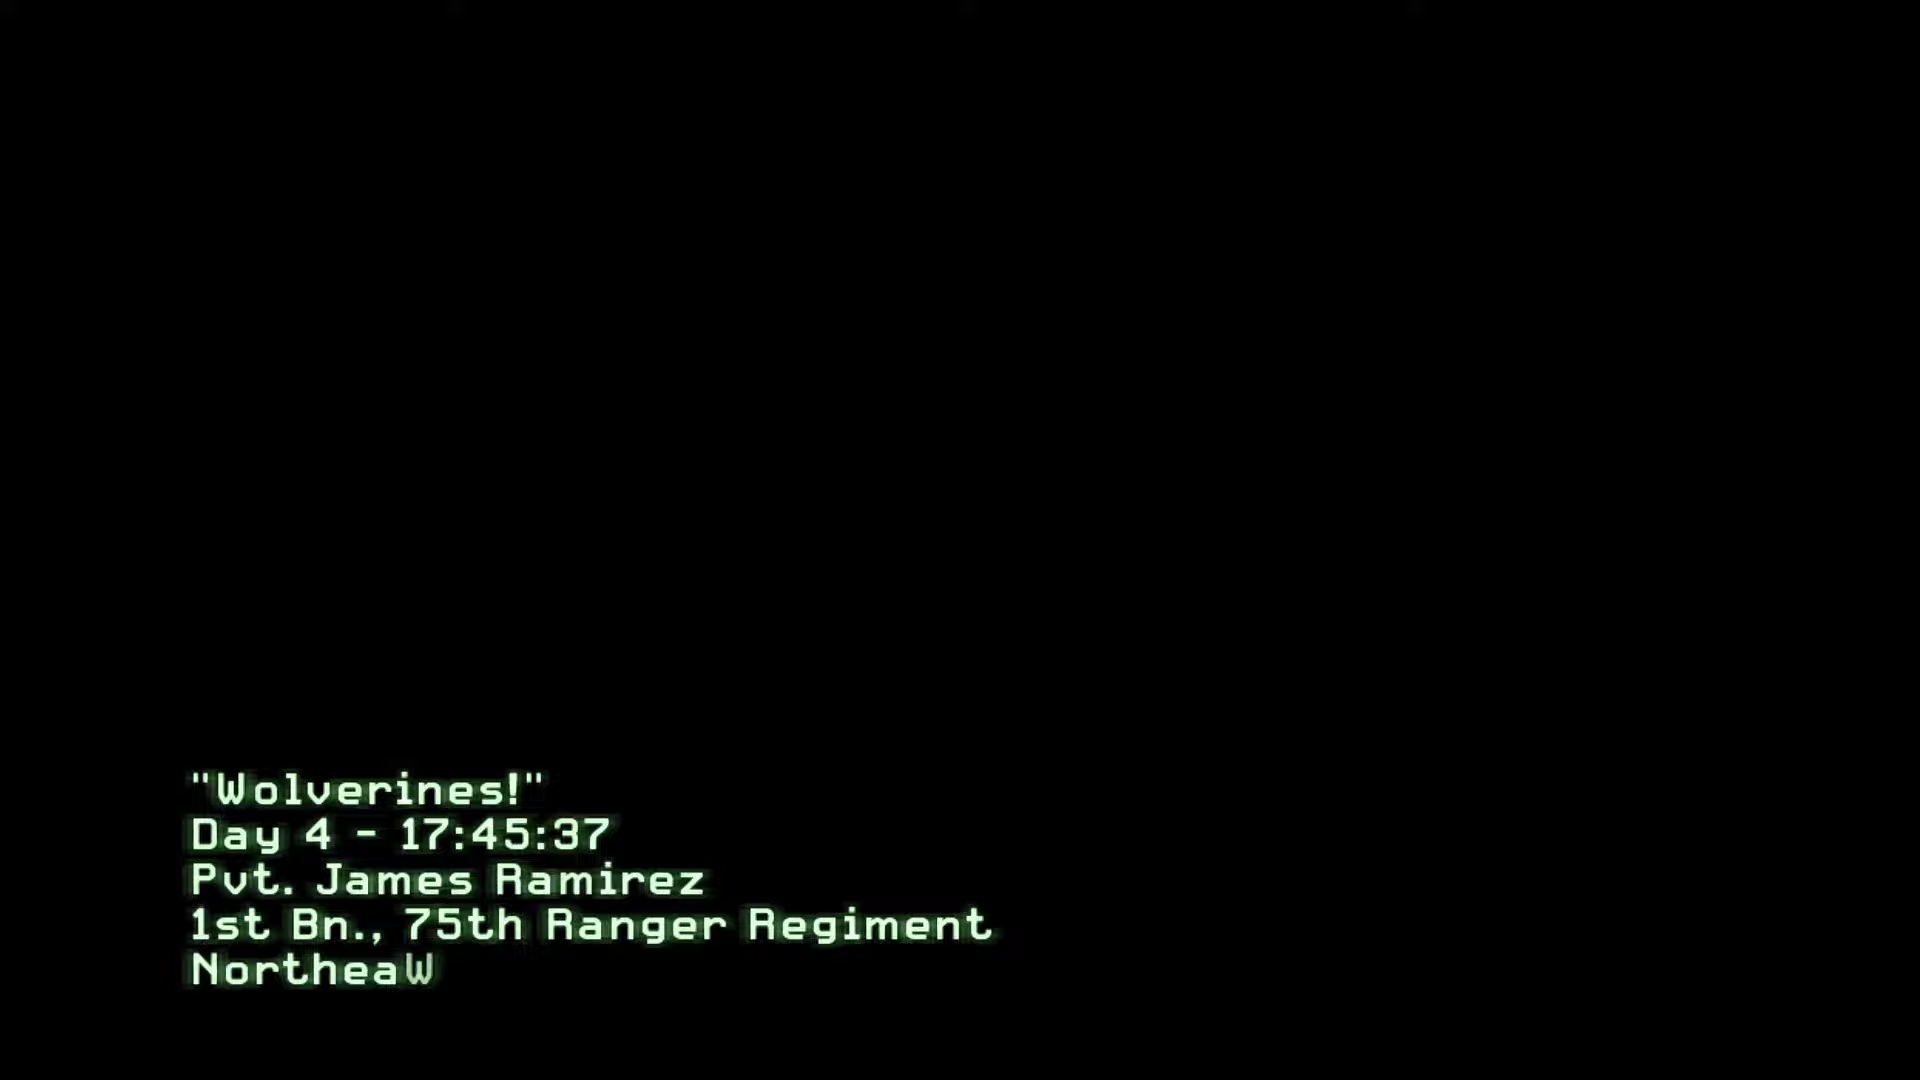 "Wolverines!"
Day 4 - 17:45:37
Pvt. James Ramirez
1st Bn., 75th Ranger Regiment
NortheaW